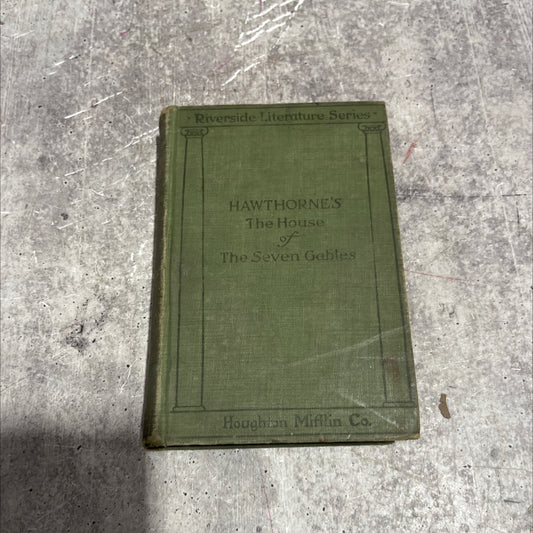 · Riverside Literature Series ·
HAWTHORNE'S
The House
of
The Seven Gables
Houghton Mifflin Co.